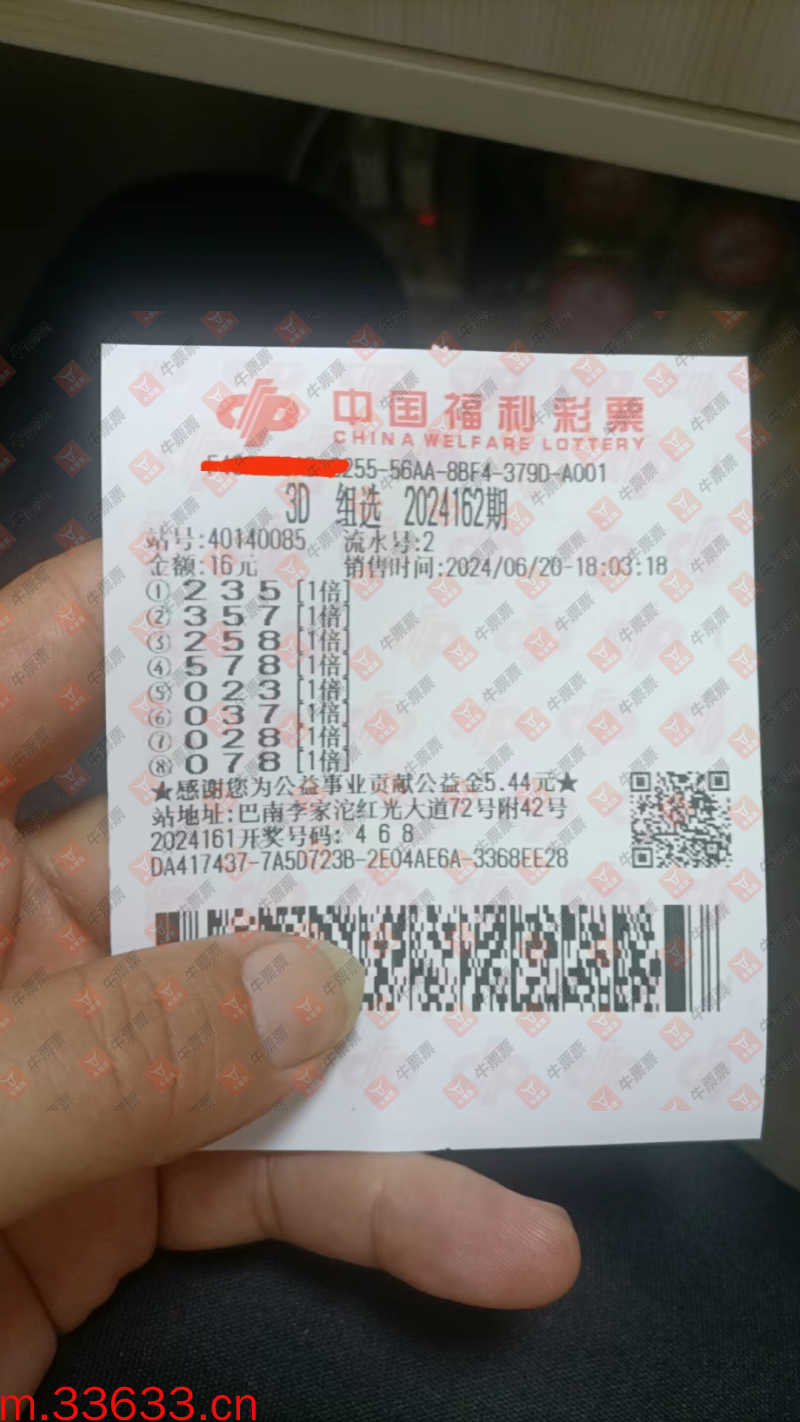 中国福利彩票
CHINA WELFARE LOTTERY
255-56AA-8BF4-379D-A001
3D 组选 2024162期
站号:40140085 流水号:2
金额:16元 销售时间:2024/06/20-18:03:18
① 2 3 5 [1倍]
② 3 5 7 [1倍]
③ 2 5 8 [1倍]
④ 5 7 8 [1倍]
⑤ 0 2 3 [1倍]
⑥ 0 3 7 [1倍]
⑦ 0 2 8 [1倍]
⑧ 0 7 8 [1倍]
★感谢您为公益事业贡献公益金5.44元★
站地址:巴南李家沱红光大道72号附42号
2024161开奖号码: 4 6 8
DA417437-7A5D723B-2E04AE6A-3368EE28
牛票票
m.33633.cn